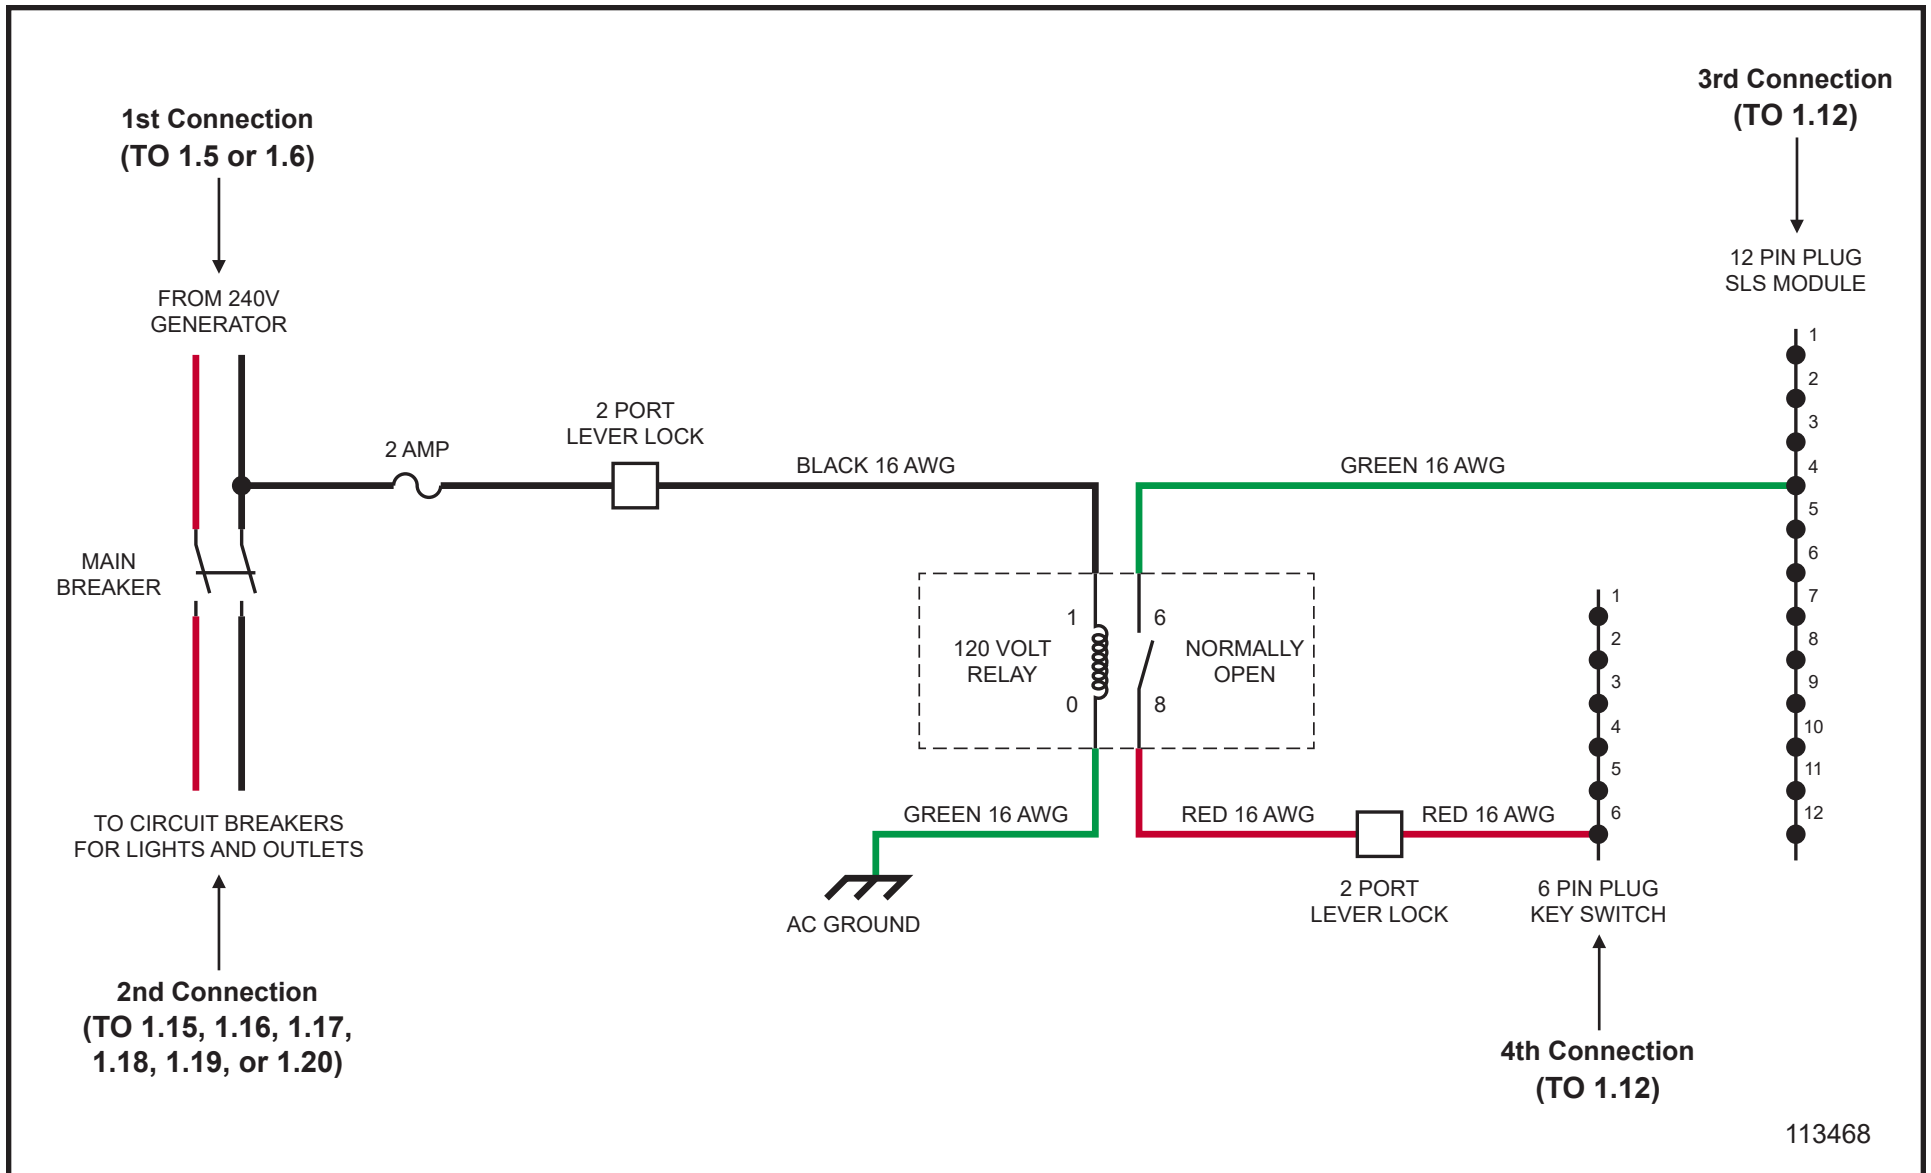 1st Connection
(TO 1.5 or 1.6)
FROM 240V
GENERATOR
MAIN
BREAKER
TO CIRCUIT BREAKERS
FOR LIGHTS AND OUTLETS
2nd Connection
(TO 1.15, 1.16, 1.17,
1.18, 1.19, or 1.20)
2 AMP
2 PORT
LEVER LOCK
BLACK 16 AWG
GREEN 16 AWG
120 VOLT
RELAY
1
0
6
8
NORMALLY
OPEN
GREEN 16 AWG
AC GROUND
RED 16 AWG
RED 16 AWG
2 PORT
LEVER LOCK
1
2
3
4
5
6
6 PIN PLUG
KEY SWITCH
4th Connection
(TO 1.12)
3rd Connection
(TO 1.12)
12 PIN PLUG
SLS MODULE
1
2
3
4
5
6
7
8
9
10
11
12
113468